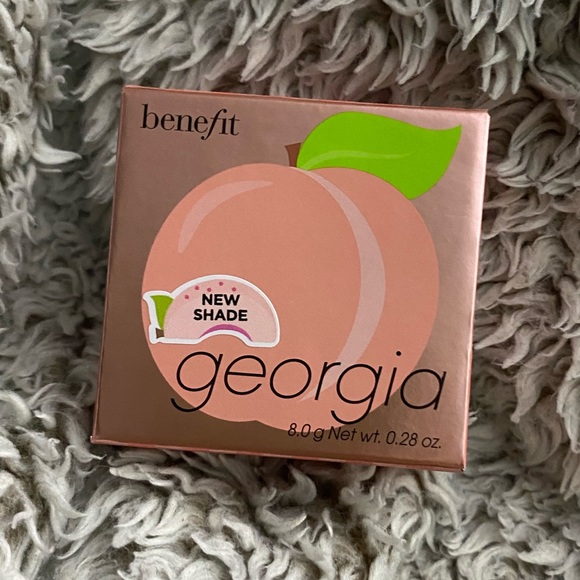 benefit
NEW
SHADE
georgia
8.0 g Net wt. 0.28 oz.